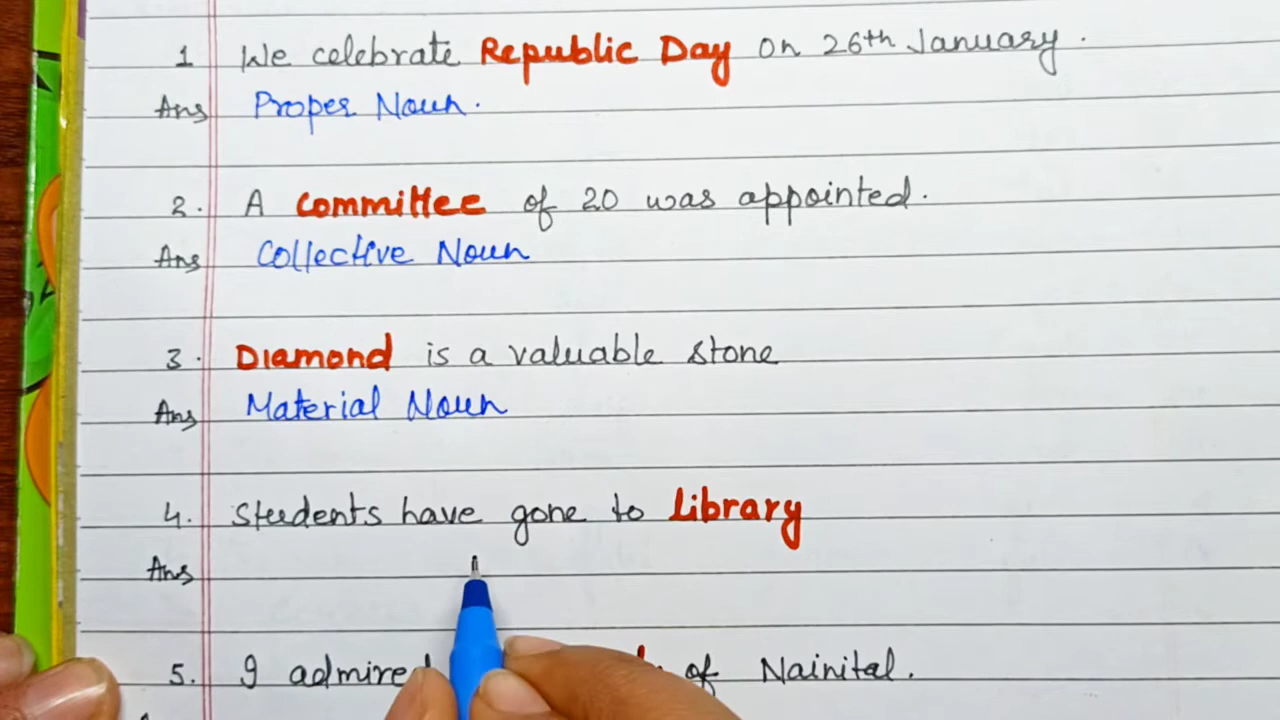 1 We celebrate Republic Day on 26th January.
Ans Proper Noun.
2. A Committee of 20 was appointed.
Ans Collective Noun
3. Diamond is a valuable stone
Ans Material Noun
4. Students have gone to library
Ans
5. I admired of Nainital.